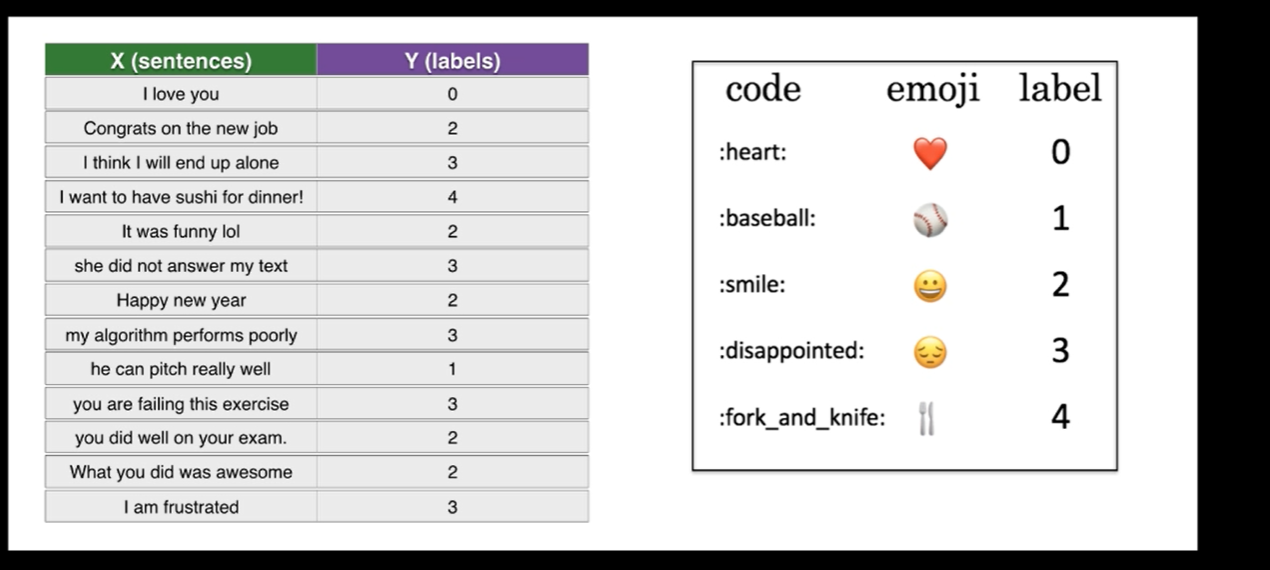 X (sentences) Y (labels)
I love you 0
Congrats on the new job 2
I think I will end up alone 3
I want to have sushi for dinner! 4
It was funny lol 2
she did not answer my text 3
Happy new year 2
my algorithm performs poorly 3
he can pitch really well 1
you are failing this exercise 3
you did well on your exam. 2
What you did was awesome 2
I am frustrated 3
code emoji label
:heart: ❤️ 0
:baseball: ⚾ 1
:smile: 😀 2
:disappointed: 😔 3
:fork_and_knife: 🍴 4